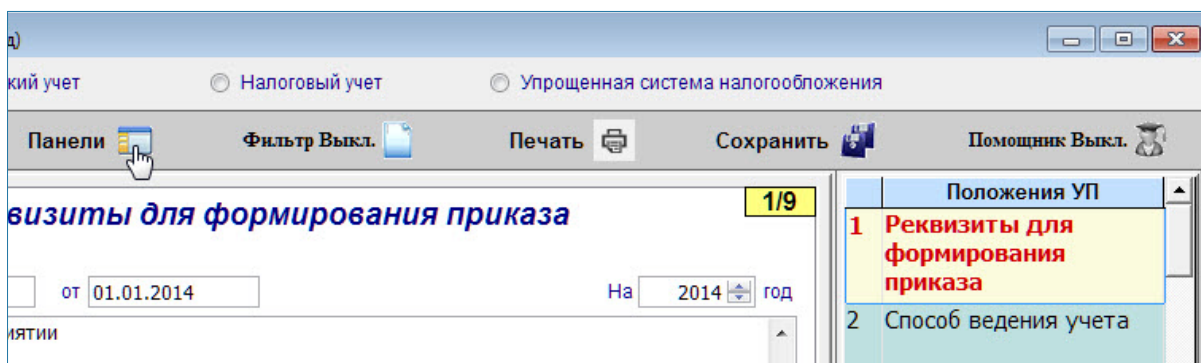 д)
кий учет Налоговый учет Упрощенная система налогообложения
Панели Фильтр Выкл. Печать Сохранить Помощник Выкл.
визиты для формирования приказа 1/9
от 01.01.2014 На 2014 год
иятии
Положения УП
1 Реквизиты для
формирования
приказа
2 Способ ведения учета